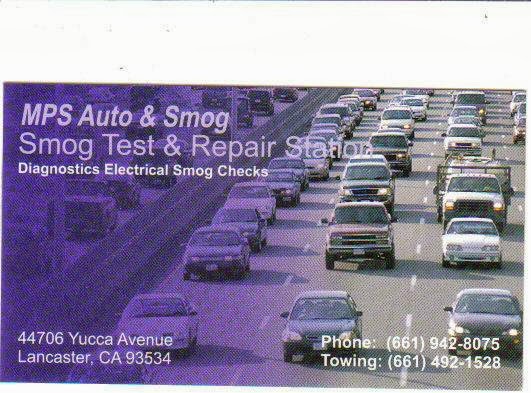 MPS Auto & Smog
Smog Test & Repair Station
Diagnostics Electrical Smog Checks
44706 Yucca Avenue
Lancaster, CA 93534
Phone: (661) 942-8075
Towing: (661) 492-1528